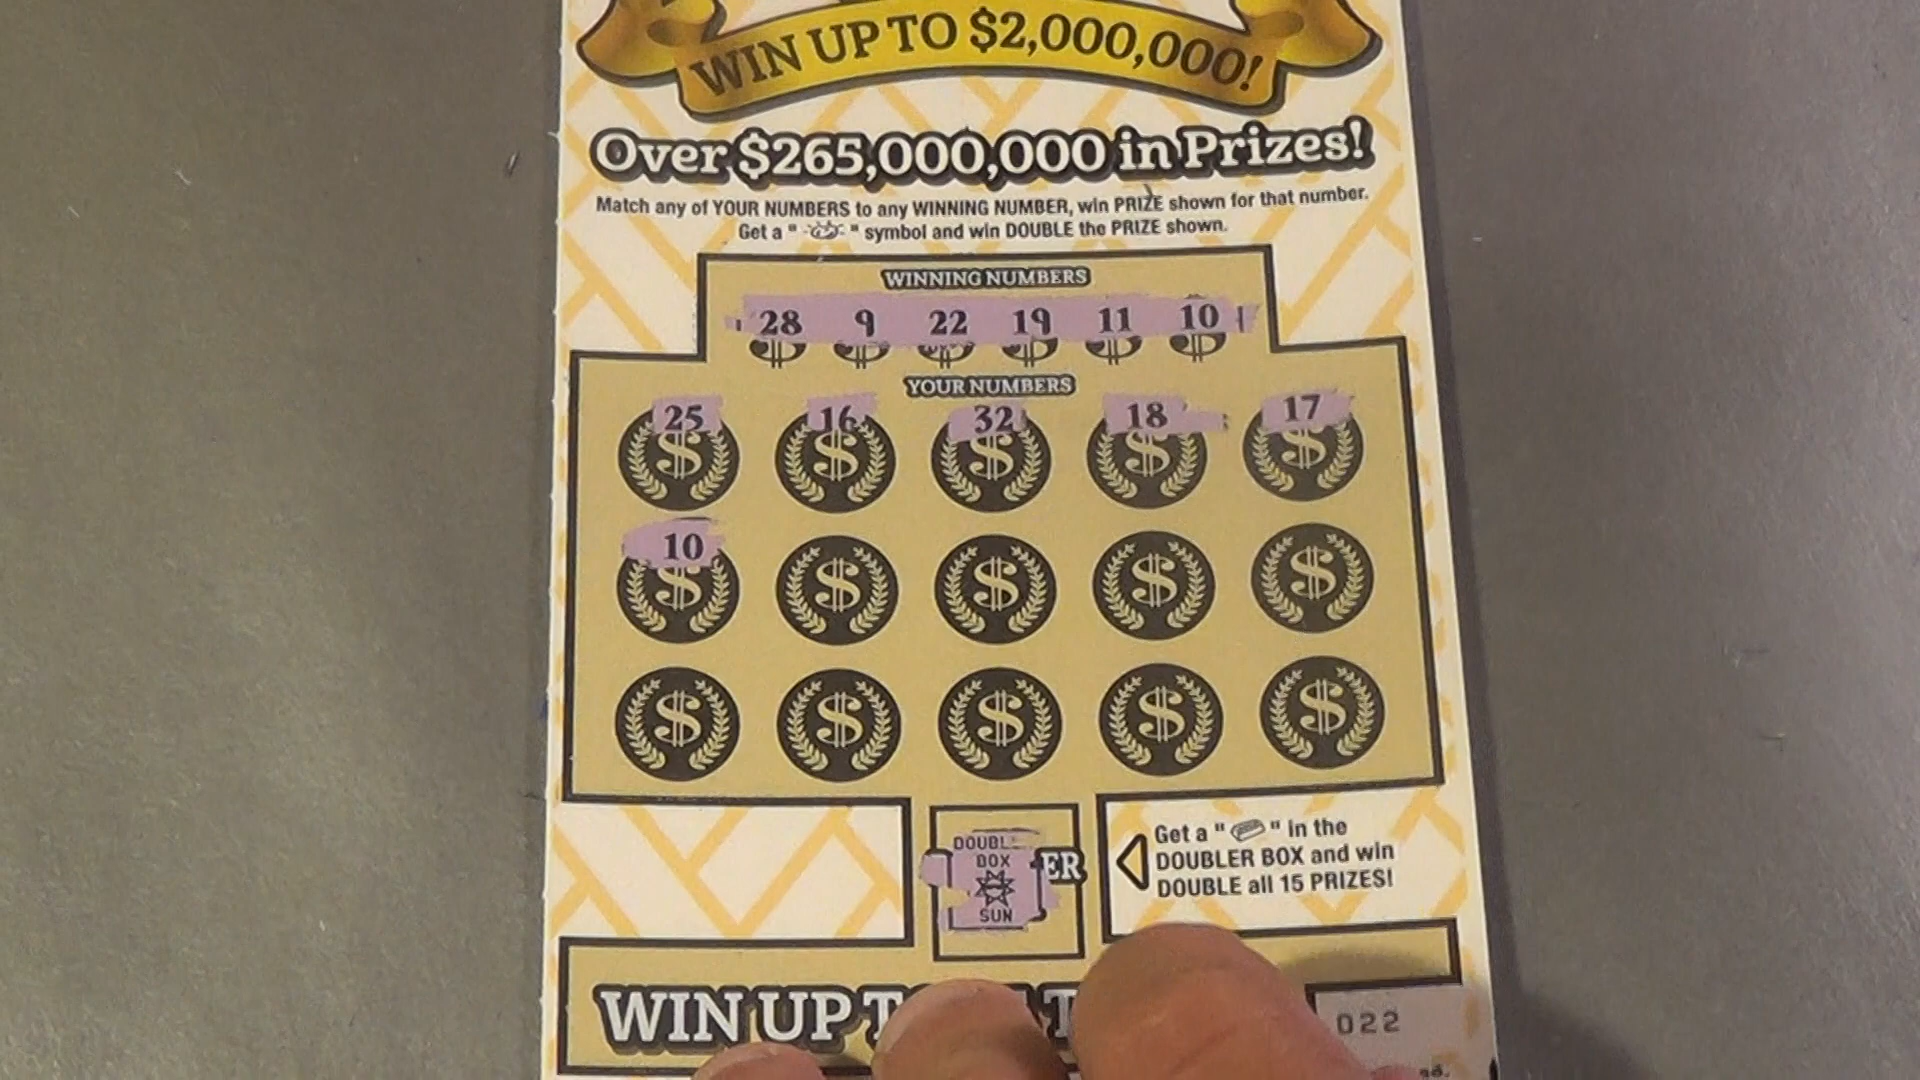 WIN UP TO $2,000,000!
Over $265,000,000 in Prizes!
Match any of YOUR NUMBERS to any WINNING NUMBER, win PRIZE shown for that number.
Get a " " symbol and win DOUBLE the PRIZE shown.
WINNING NUMBERS
28 9 22 19 11 10
YOUR NUMBERS
25 16 32 18 17
10
DOUBL
BOX
ER
SUN
Get a " " in the
DOUBLER BOX and win
DOUBLE all 15 PRIZES!
WIN UP
022